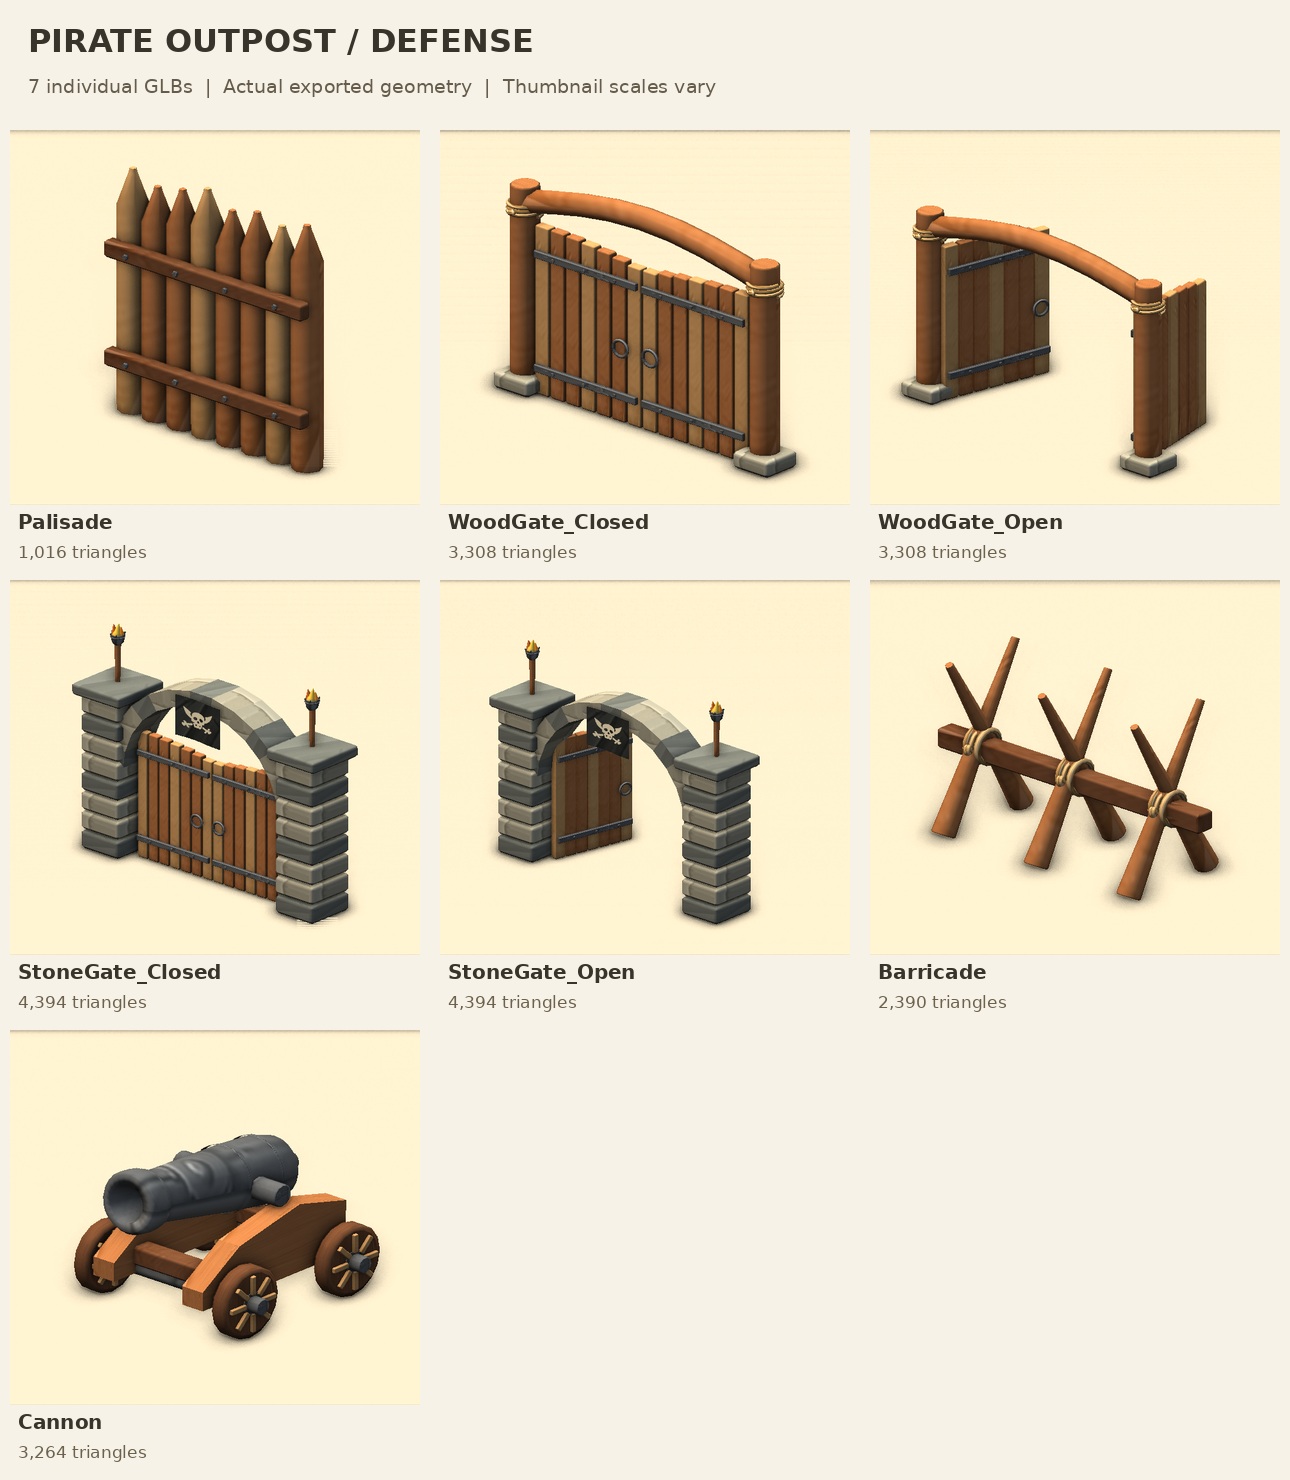 PIRATE OUTPOST / DEFENSE
7 individual GLBs | Actual exported geometry | Thumbnail scales vary
Palisade
1,016 triangles
WoodGate_Closed
3,308 triangles
WoodGate_Open
3,308 triangles
StoneGate_Closed
4,394 triangles
StoneGate_Open
4,394 triangles
Barricade
2,390 triangles
Cannon
3,264 triangles